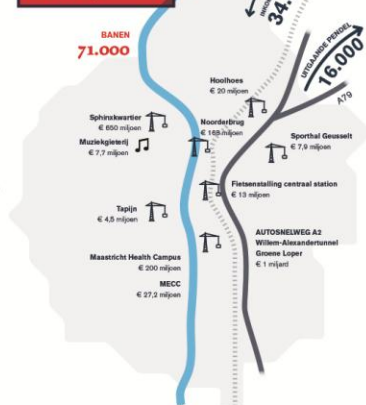 BANEN
71.000
34.
UITGAANDE PENDEL
16.000
A79
Hoolhoes
€ 20 miljoen
Sphinxkwartier
€ 650 miljoen
Noorderbrug
€ 163 miljoen
Muziekgieterij
€ 7,7 miljoen
Sporthal Geusselt
€ 7,9 miljoen
Fietsenstalling centraal station
€ 13 miljoen
Tapijn
€ 4,5 miljoen
AUTOSNELWEG A2
Willem-Alexandertunnel
Groene Loper
€ 1 miljard
Maastricht Health Campus
€ 200 miljoen
MECC
€ 27,2 miljoen